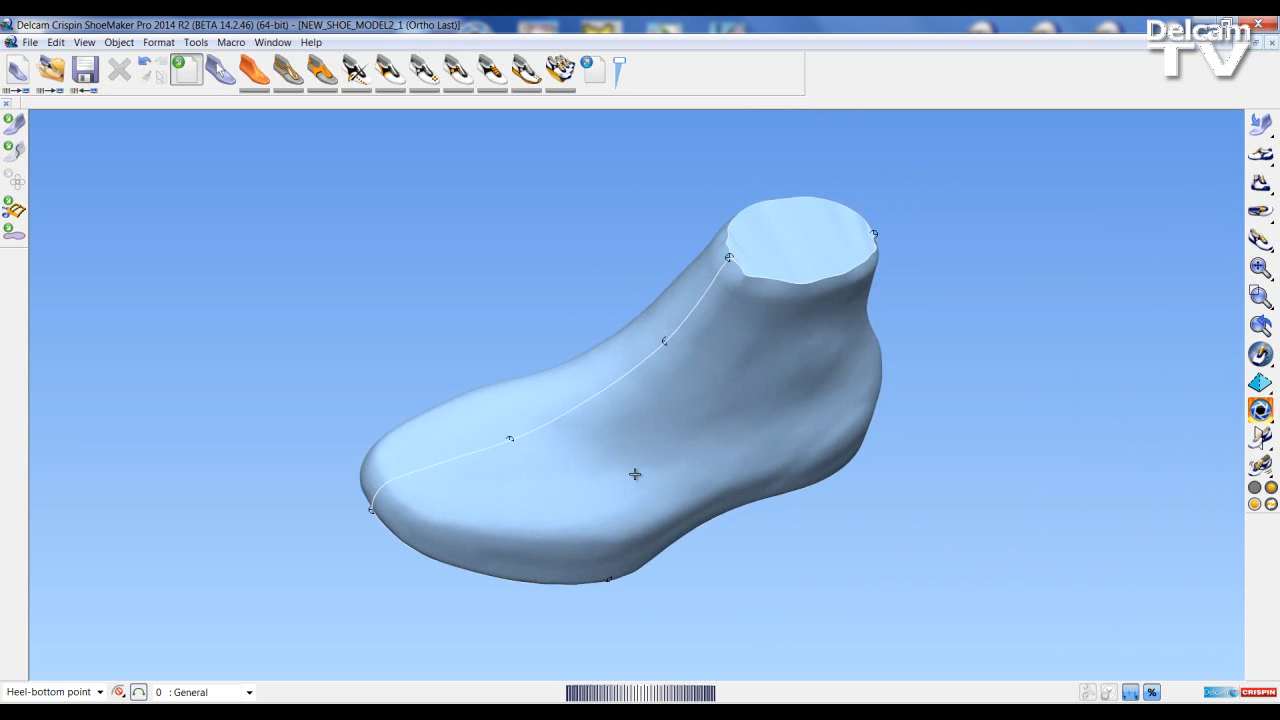 Delcam Crispin ShoeMaker Pro 2014 R2 (BETA 14.2.46) (64-bit) - [NEW_SHOE_MODEL2_1 (Ortho Last)]
Delcam
TV
File Edit View Object Format Tools Macro Window Help
Heel-bottom point
0 : General
%
Delcam
CRISPIN